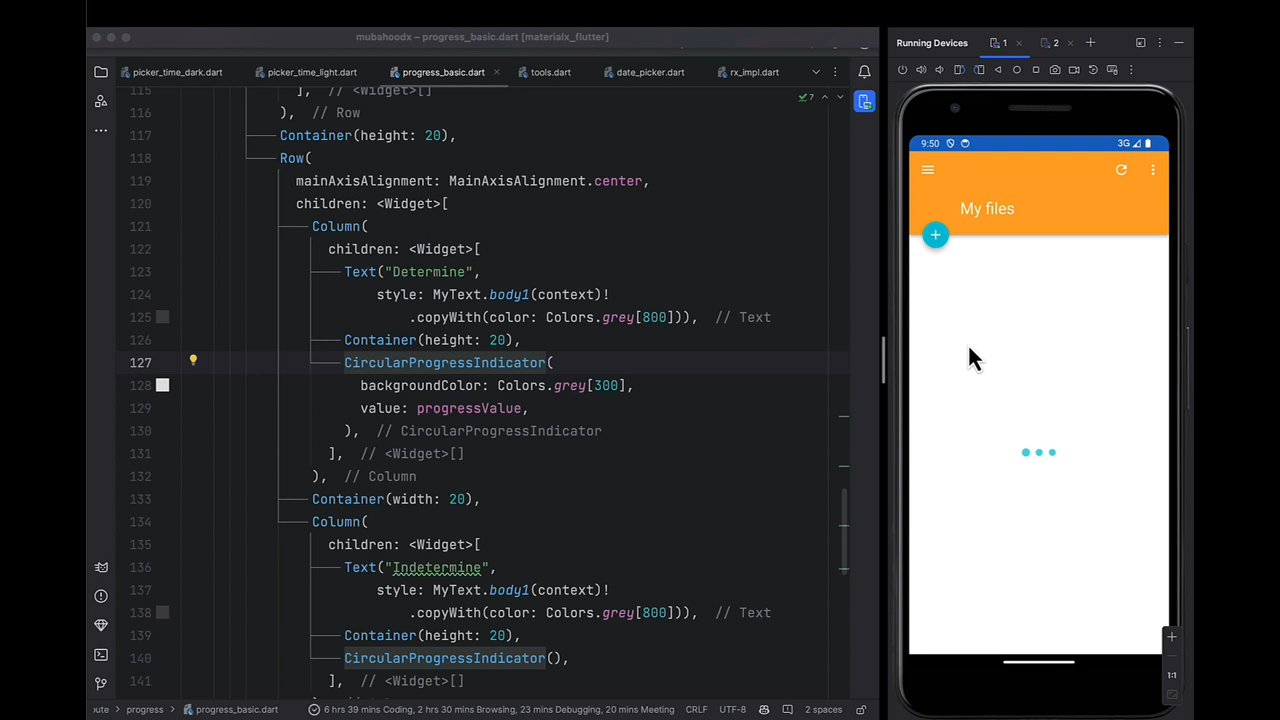 mubahoodx – progress_basic.dart [materialx_flutter]
picker_time_dark.dart picker_time_light.dart progress_basic.dart tools.dart date_picker.dart rx_impl.dart
115 ], // <Widget>[]
116 ), // Row
117 Container(height: 20),
118 Row(
119 mainAxisAlignment: MainAxisAlignment.center,
120 children: <Widget>[
121 Column(
122 children: <Widget>[
123 Text("Determine",
124 style: MyText.body1(context)!
125 .copyWith(color: Colors.grey[800])), // Text
126 Container(height: 20),
127 CircularProgressIndicator(
128 backgroundColor: Colors.grey[300],
129 value: progressValue,
130 ), // CircularProgressIndicator
131 ], // <Widget>[]
132 ), // Column
133 Container(width: 20),
134 Column(
135 children: <Widget>[
136 Text("Indetermine",
137 style: MyText.body1(context)!
138 .copyWith(color: Colors.grey[800])), // Text
139 Container(height: 20),
140 CircularProgressIndicator(),
141 ], // <Widget>[]
7
oute > progress > progress_basic.dart 6 hrs 39 mins Coding, 2 hrs 30 mins Browsing, 23 mins Debugging, 20 mins Meeting CRLF UTF-8 2 spaces
Running Devices 1 2
9:50 3G
My files
1:1